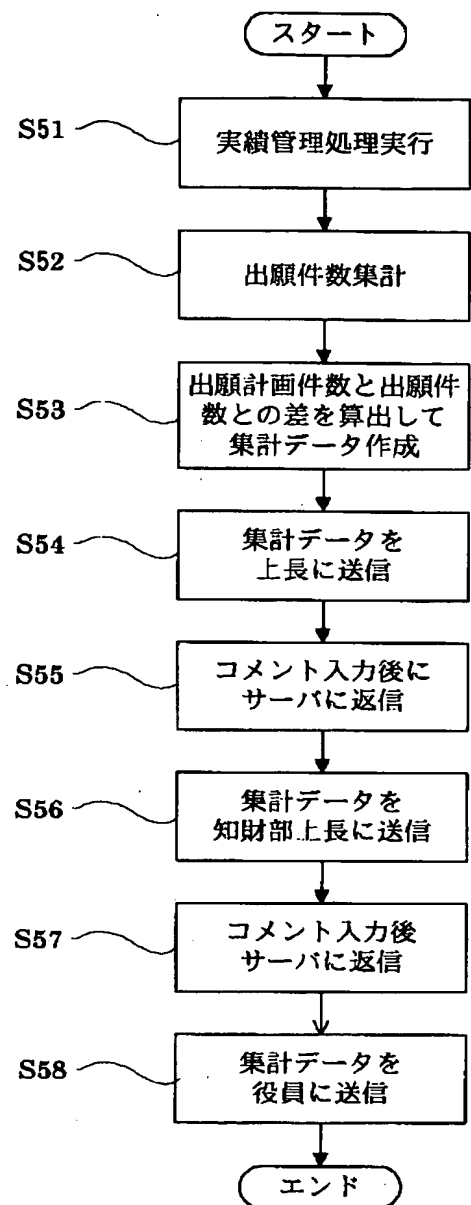 スタート
S51
実績管理処理実行
S52
出願件数集計
S53
出願計画件数と出願件
数との差を算出して
集計データ作成
S54
集計データを
上長に送信
S55
コメント入力後に
サーバに返信
S56
集計データを
知財部上長に送信
S57
コメント入力後
サーバに返信
S58
集計データを
役員に送信
エンド